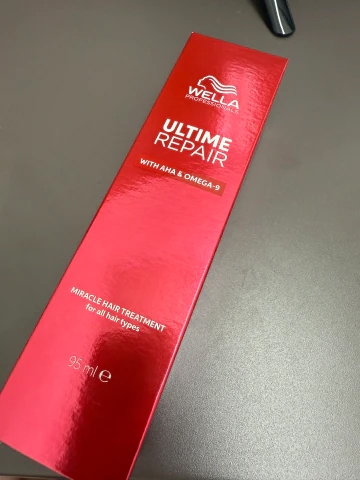 WELLA
PROFESSIONALS
ULTIME
REPAIR
WITH AHA & OMEGA-9
MIRACLE HAIR TREATMENT
for all hair types
95 ml e